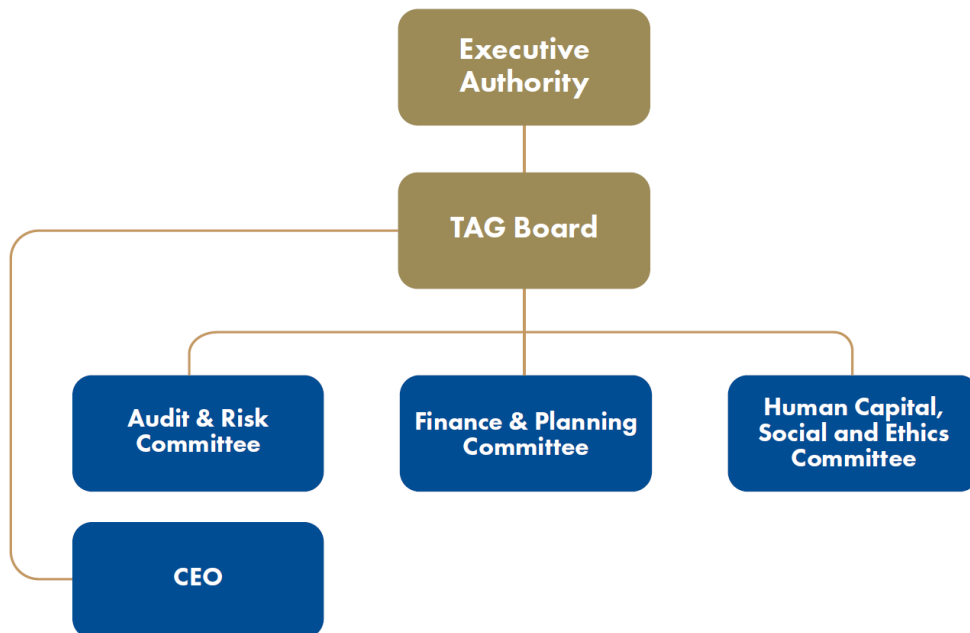 Executive
Authority
TAG Board
Audit & Risk
Committee
Finance & Planning
Committee
Human Capital,
Social and Ethics
Committee
CEO